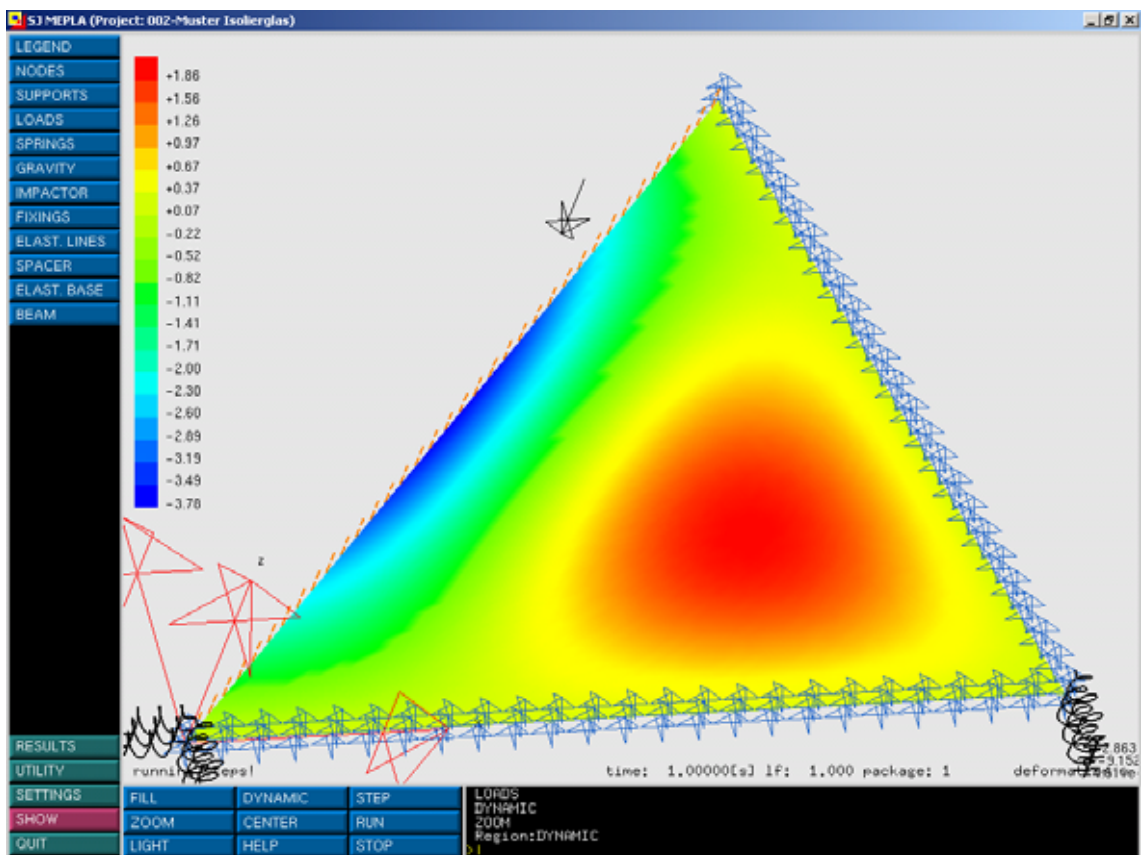 SJ MEPLA (Project: 002-Muster Isolierglas)
LEGEND
NODES
SUPPORTS
LOADS
SPRINGS
GRAVITY
IMPACTOR
FIXINGS
ELAST. LINES
SPACER
ELAST. BASE
BEAM
+1.86
+1.56
+1.26
+0.97
+0.67
+0.37
+0.07
-0.22
-0.52
-0.82
-1.11
-1.41
-1.71
-2.00
-2.30
-2.60
-2.89
-3.19
-3.49
-3.78
z
2.863
-9.152
time: 1.00000[s] lf: 1.000 package: 1
RESULTS
UTILITY
SETTINGS
SHOW
QUIT
FILL DYNAMIC STEP
ZOOM CENTER RUN
LIGHT HELP STOP
LOADS
DYNAMIC
ZOOM
Region:DYNAMIC
>